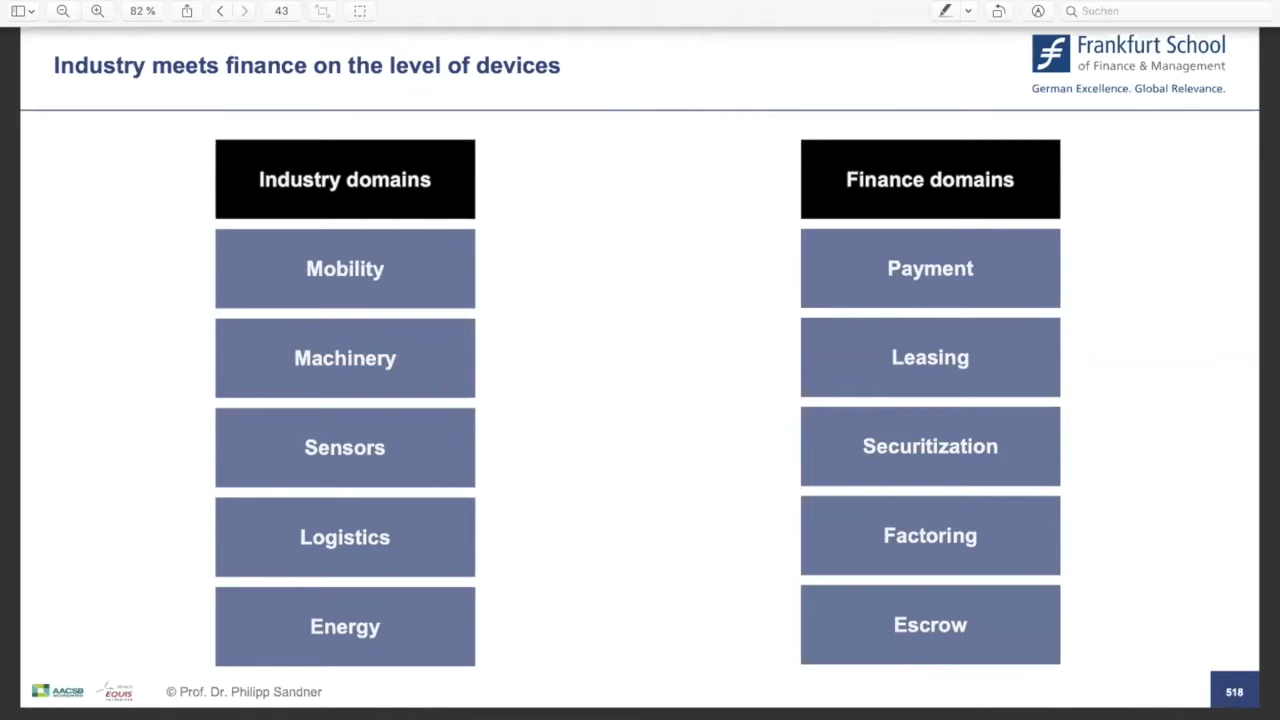 82 %
43
Suchen
Industry meets finance on the level of devices
Frankfurt School
of Finance & Management
German Excellence. Global Relevance.
Industry domains
Mobility
Machinery
Sensors
Logistics
Energy
Finance domains
Payment
Leasing
Securitization
Factoring
Escrow
AACSB
EQUIS
© Prof. Dr. Philipp Sandner
518